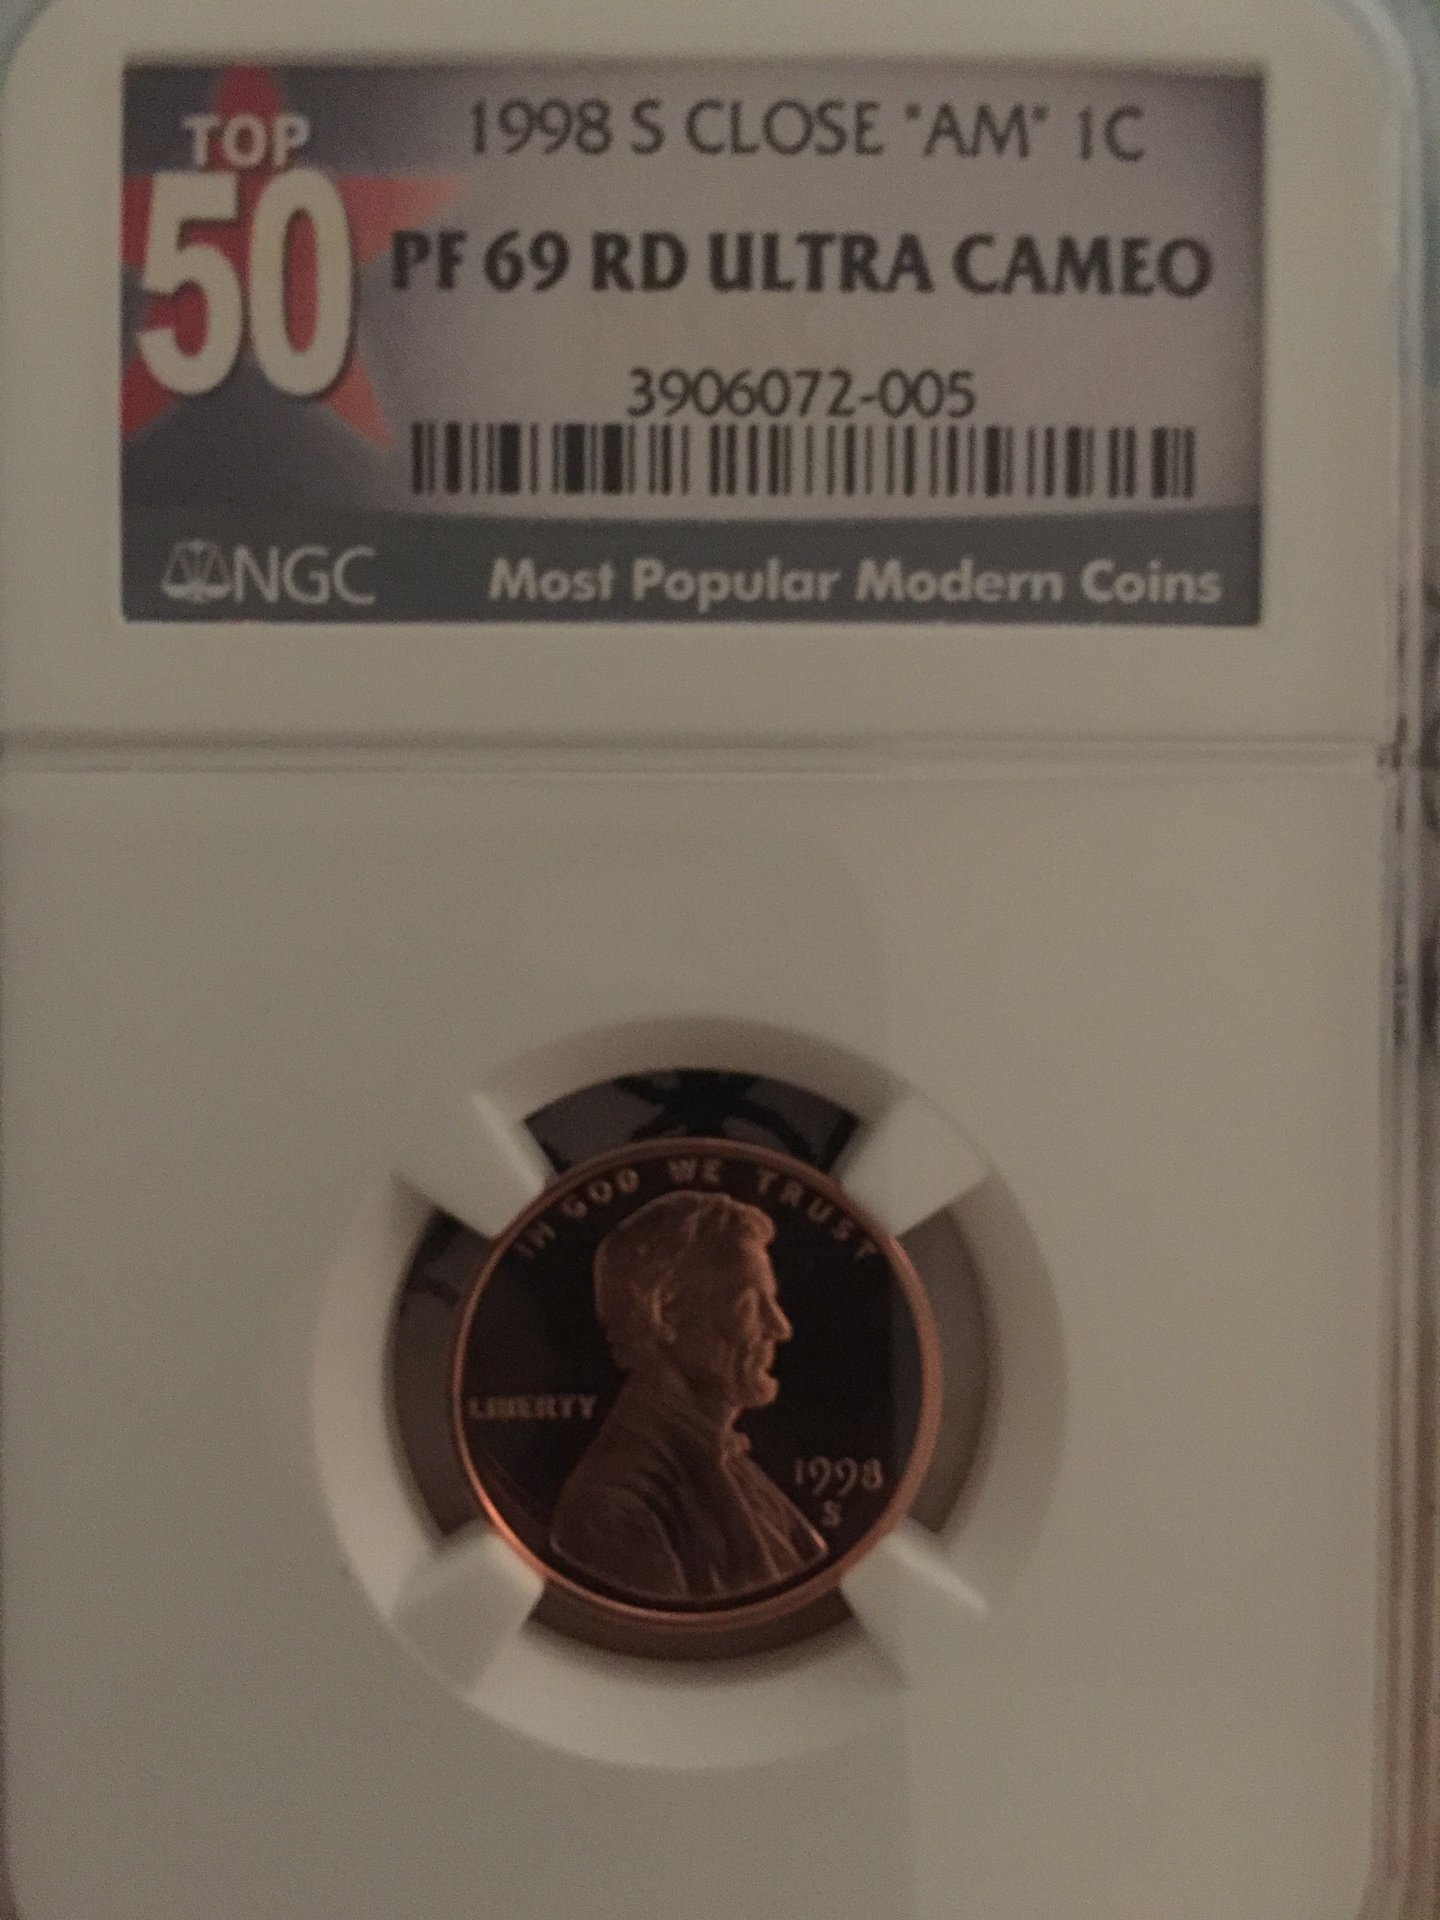 TOP
50
1998 S CLOSE "AM" 1C
PF 69 RD ULTRA CAMEO
3906072-005
NGC Most Popular Modern Coins
IN GOD WE TRUST
LIBERTY
1998
S